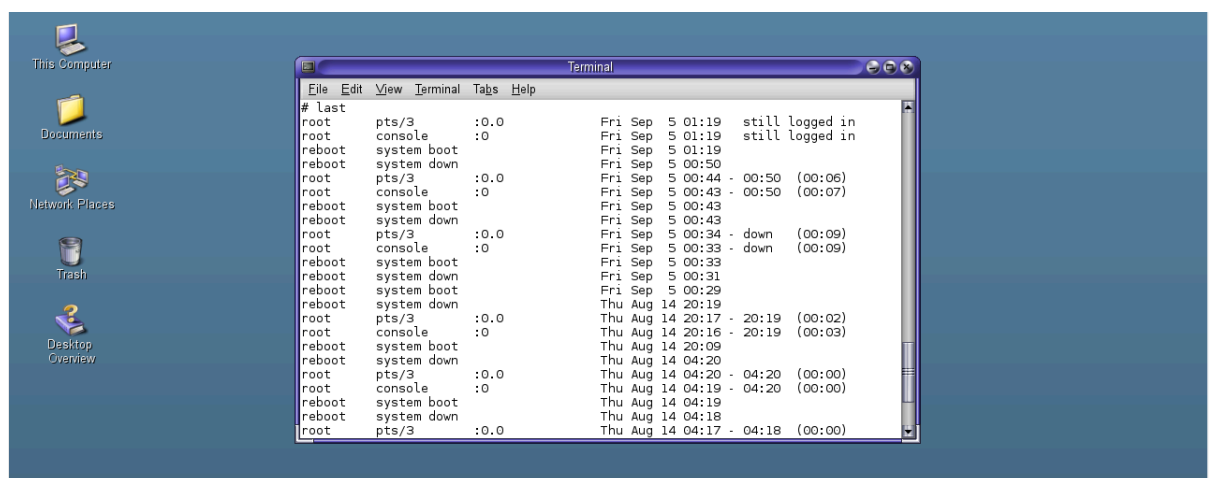 This Computer
Documents
Network Places
Trash
Desktop
Overview
Terminal
File Edit View Terminal Tabs Help
# last
root pts/3 :0.0 Fri Sep 5 01:19 still logged in
root console :0 Fri Sep 5 01:19 still logged in
reboot system boot Fri Sep 5 01:19
reboot system down Fri Sep 5 00:50
root pts/3 :0.0 Fri Sep 5 00:44 - 00:50 (00:06)
root console :0 Fri Sep 5 00:43 - 00:50 (00:07)
reboot system boot Fri Sep 5 00:43
reboot system down Fri Sep 5 00:43
root pts/3 :0.0 Fri Sep 5 00:34 - down (00:09)
root console :0 Fri Sep 5 00:33 - down (00:09)
reboot system boot Fri Sep 5 00:33
reboot system down Fri Sep 5 00:31
reboot system boot Fri Sep 5 00:29
reboot system down Thu Aug 14 20:19
root pts/3 :0.0 Thu Aug 14 20:17 - 20:19 (00:02)
root console :0 Thu Aug 14 20:16 - 20:19 (00:03)
reboot system boot Thu Aug 14 20:09
reboot system down Thu Aug 14 04:20
root pts/3 :0.0 Thu Aug 14 04:20 - 04:20 (00:00)
root console :0 Thu Aug 14 04:19 - 04:20 (00:00)
reboot system boot Thu Aug 14 04:19
reboot system down Thu Aug 14 04:18
root pts/3 :0.0 Thu Aug 14 04:17 - 04:18 (00:00)